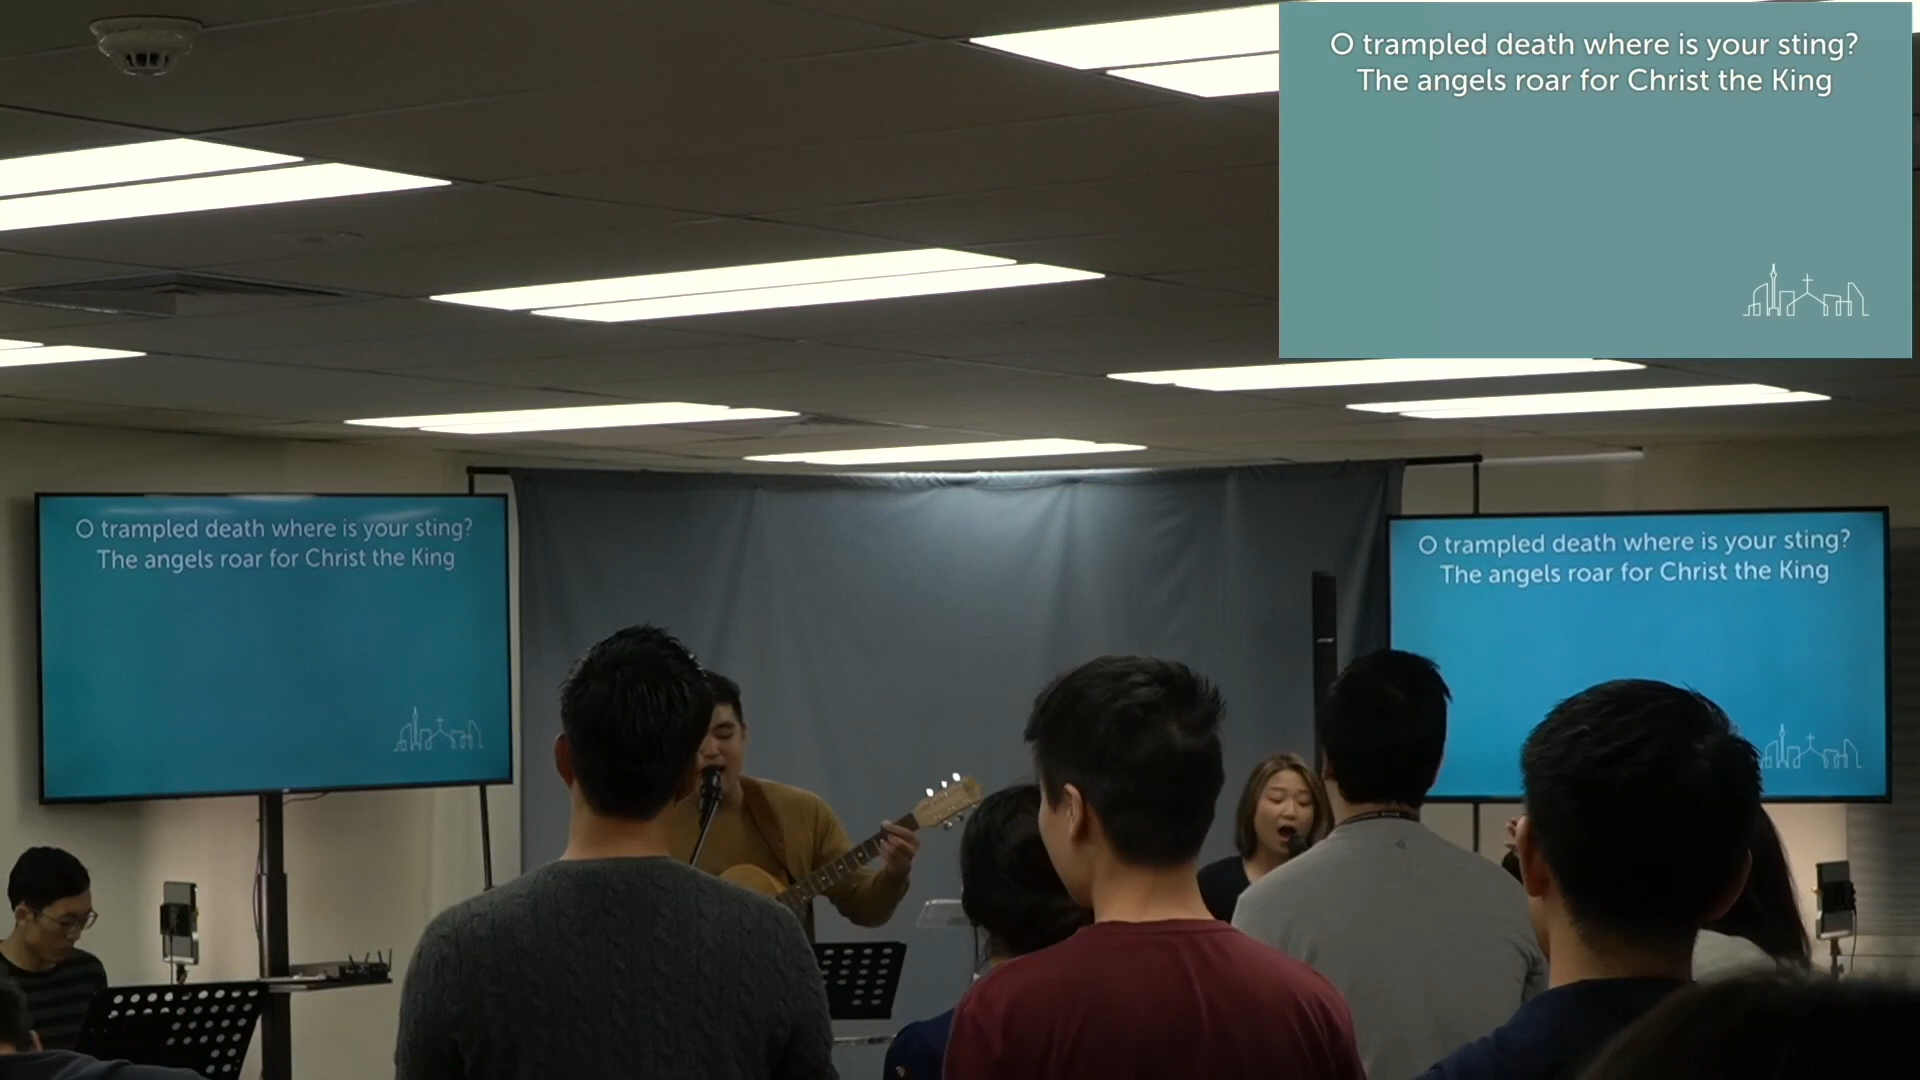 O trampled death where is your sting?
The angels roar for Christ the King
O trampled death where is your sting?
The angels roar for Christ the King
O trampled death where is your sting?
The angels roar for Christ the King